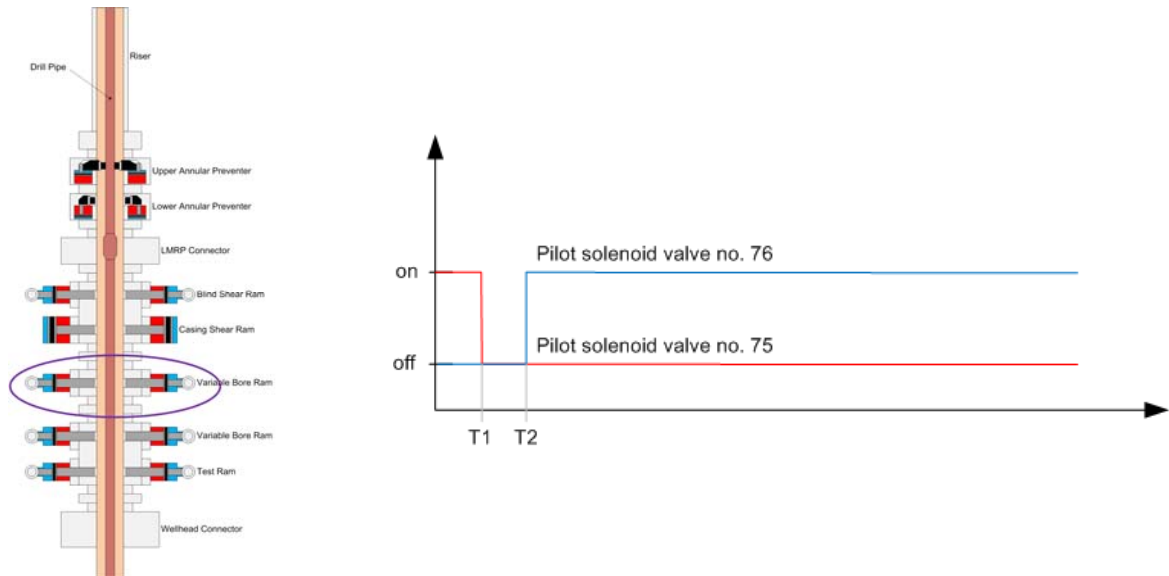 Riser
Drill Pipe
Upper Annular Preventer
Lower Annular Preventer
LMRP Connector
Blind Shear Ram
Casing Shear Ram
Variable Bore Ram
Variable Bore Ram
Test Ram
Wellhead Connector
Pilot solenoid valve no. 76
on
Pilot solenoid valve no. 75
off
T1
T2